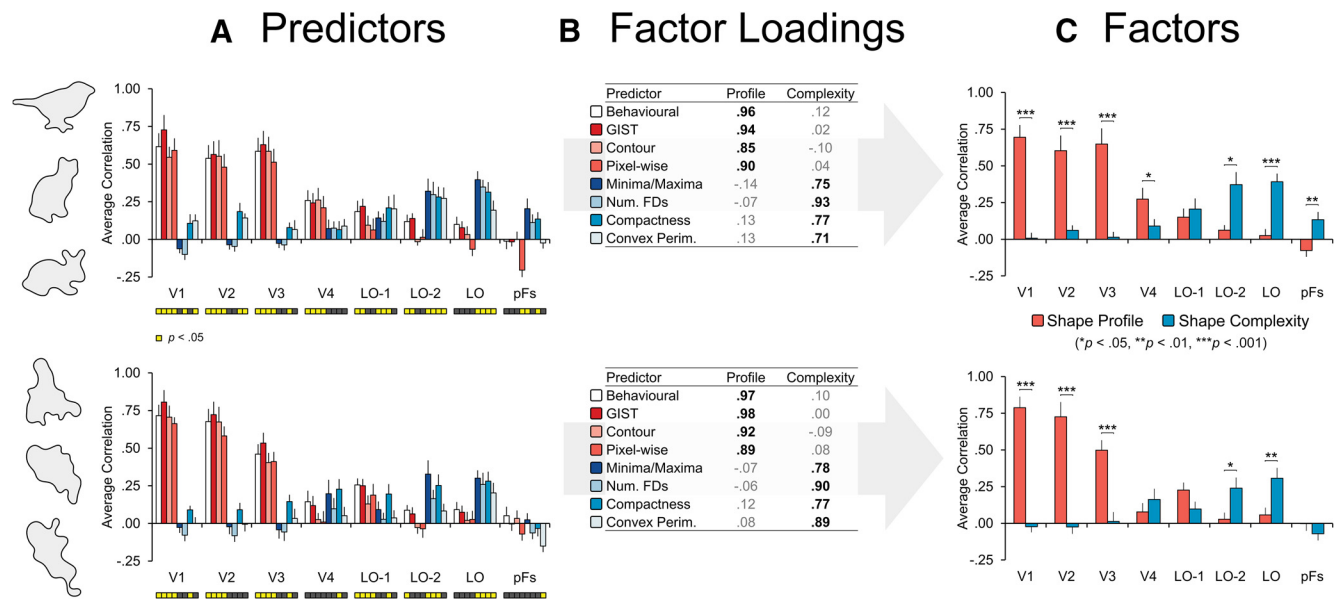 A Predictors
B Factor Loadings
C Factors
Average Correlation
1.00
.75
.50
.25
.00
-.25
V1 V2 V3 V4 LO-1 LO-2 LO pFs
p < .05
Predictor Profile Complexity
Behavioural .96 .12
GIST .94 .02
Contour .85 -.10
Pixel-wise .90 .04
Minima/Maxima -.14 .75
Num. FDs -.07 .93
Compactness .13 .77
Convex Perim. .13 .71
Average Correlation
1.00
.75
.50
.25
.00
-.25
*** *** *** * * *** **
V1 V2 V3 V4 LO-1 LO-2 LO pFs
Shape Profile Shape Complexity
(*p < .05, **p < .01, ***p < .001)
Average Correlation
1.00
.75
.50
.25
.00
-.25
V1 V2 V3 V4 LO-1 LO-2 LO pFs
Predictor Profile Complexity
Behavioural .97 .10
GIST .98 .00
Contour .92 -.09
Pixel-wise .89 .08
Minima/Maxima -.07 .78
Num. FDs -.06 .90
Compactness .12 .77
Convex Perim. .08 .89
Average Correlation
1.00
.75
.50
.25
.00
-.25
*** *** *** * **
V1 V2 V3 V4 LO-1 LO-2 LO pFs